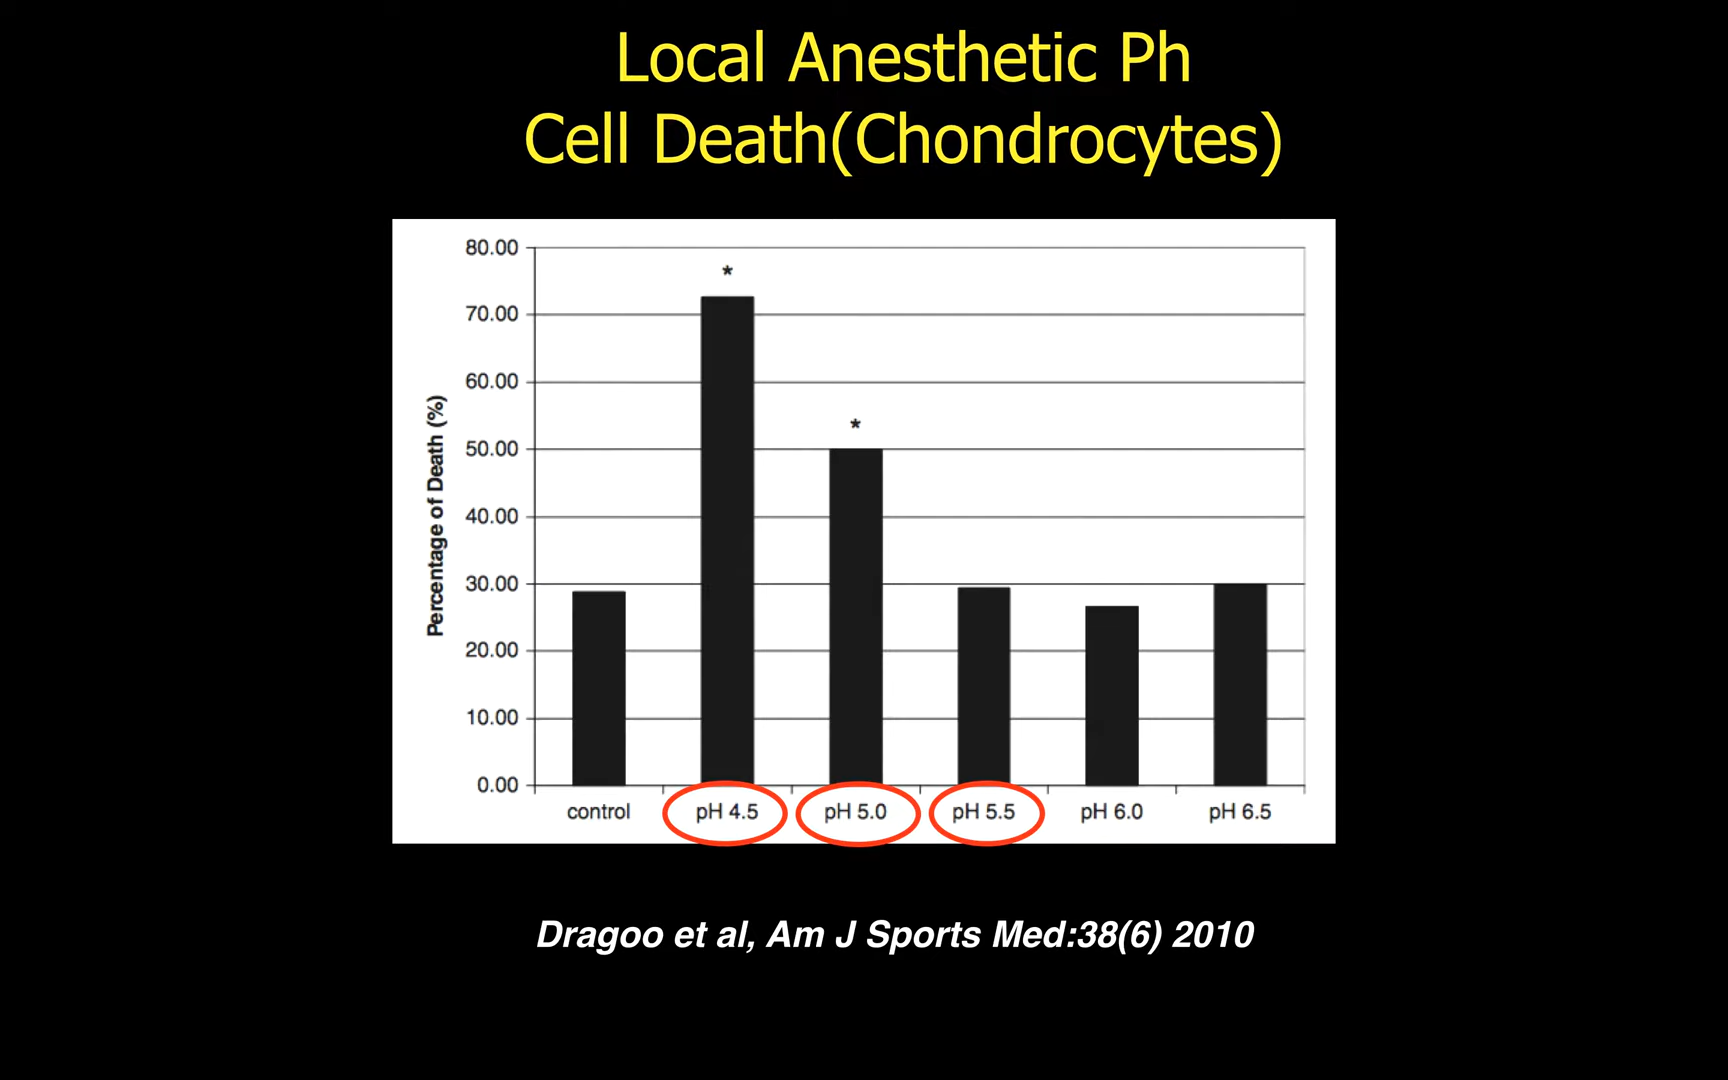 Local Anesthetic Ph
Cell Death(Chondrocytes)
80.00
70.00
60.00
50.00
40.00
30.00
20.00
10.00
0.00
Percentage of Death (%)
*
*
control pH 4.5 pH 5.0 pH 5.5 pH 6.0 pH 6.5
Dragoo et al, Am J Sports Med:38(6) 2010